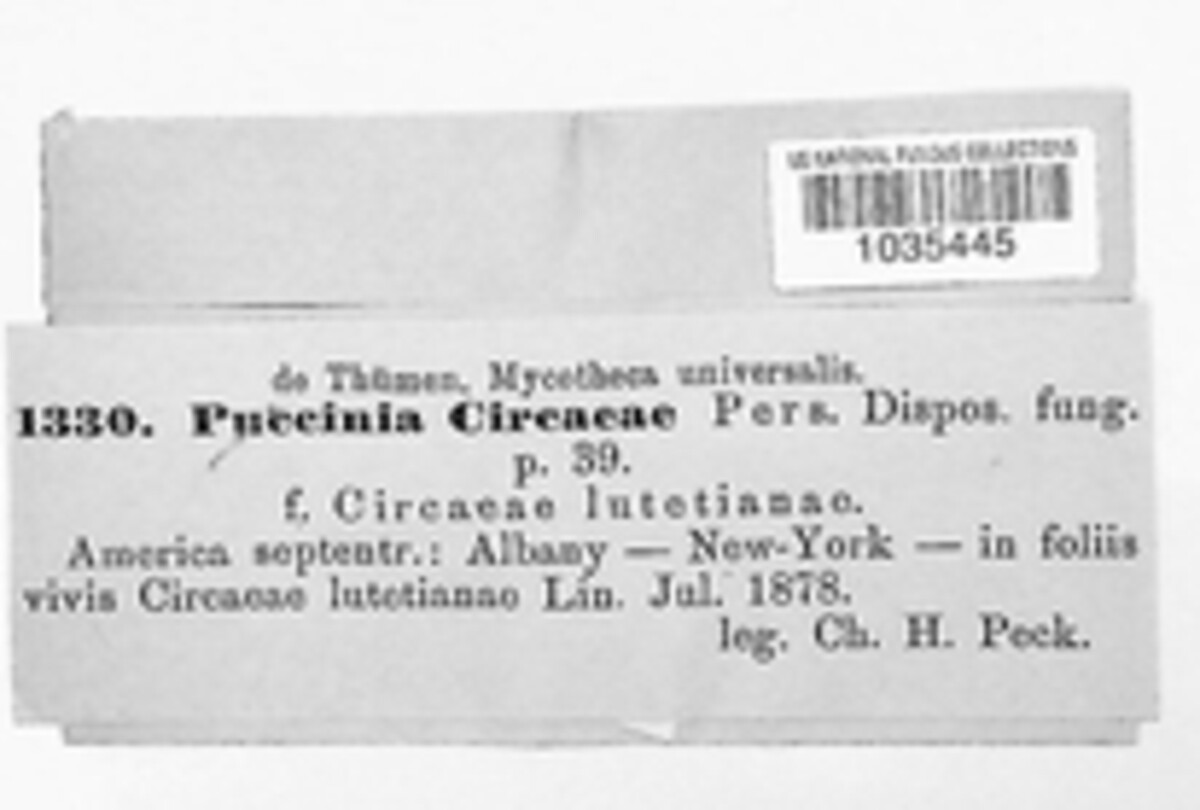 US NATIONAL FUNGUS COLLECTIONS
1035445
de Thümen, Mycotheca universalis.
1330. Puccinia Circaeae Pers. Dispos. fung.
p. 39.
f. Circaeae lutetianae.
America septentr.: Albany — New-York — in foliis
vivis Circaeae lutetianae Lin. Jul. 1878.
leg. Ch. H. Peck.